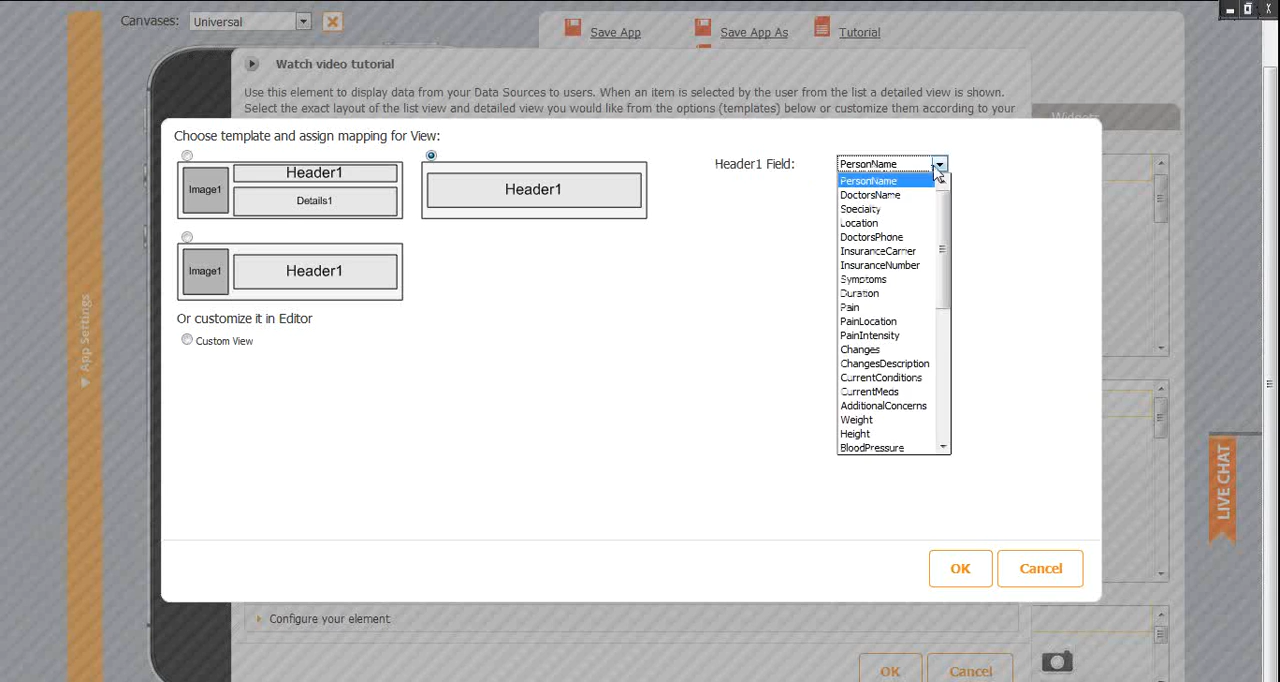 Canvases:
Universal
Save App
Save App As
Tutorial
Watch video tutorial
Use this element to display data from your Data Sources to users. When an item is selected by the user from the list a detailed view is shown.
Select the exact layout of the list view and detailed view you would like from the options (templates) below or customize them according to your
Widgets
Choose template and assign mapping for View:
Image1
Header1
Details1
Header1
Header1 Field:
PersonName
PersonName
DoctorsName
Specialty
Location
DoctorsPhone
InsuranceCarrier
InsuranceNumber
Symptoms
Duration
Pain
PainLocation
PainIntensity
Changes
ChangesDescription
CurrentConditions
CurrentMeds
AdditionalConcerns
Weight
Height
BloodPressure
Image1
Header1
Or customize it in Editor
Custom View
App Settings
LIVE CHAT
OK
Cancel
Configure your element
OK
Cancel